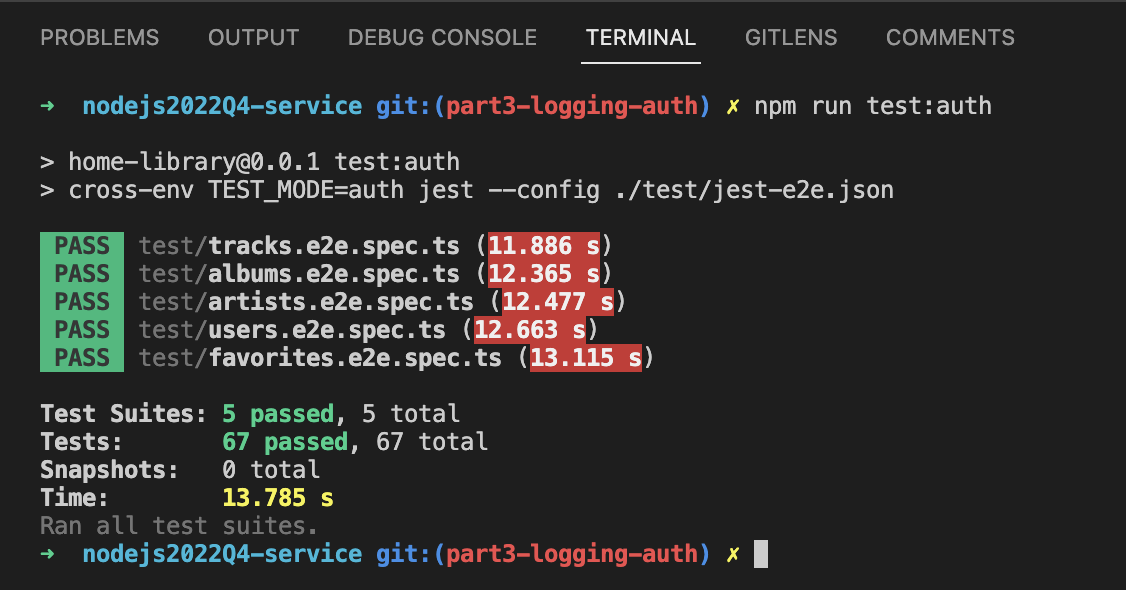 PROBLEMS OUTPUT DEBUG CONSOLE TERMINAL GITLENS COMMENTS
➜ nodejs2022Q4-service git:(part3-logging-auth) ✗ npm run test:auth
> home-library@0.0.1 test:auth
> cross-env TEST_MODE=auth jest --config ./test/jest-e2e.json
PASS test/tracks.e2e.spec.ts (11.886 s)
PASS test/albums.e2e.spec.ts (12.365 s)
PASS test/artists.e2e.spec.ts (12.477 s)
PASS test/users.e2e.spec.ts (12.663 s)
PASS test/favorites.e2e.spec.ts (13.115 s)
Test Suites: 5 passed, 5 total
Tests: 67 passed, 67 total
Snapshots: 0 total
Time: 13.785 s
Ran all test suites.
➜ nodejs2022Q4-service git:(part3-logging-auth) ✗